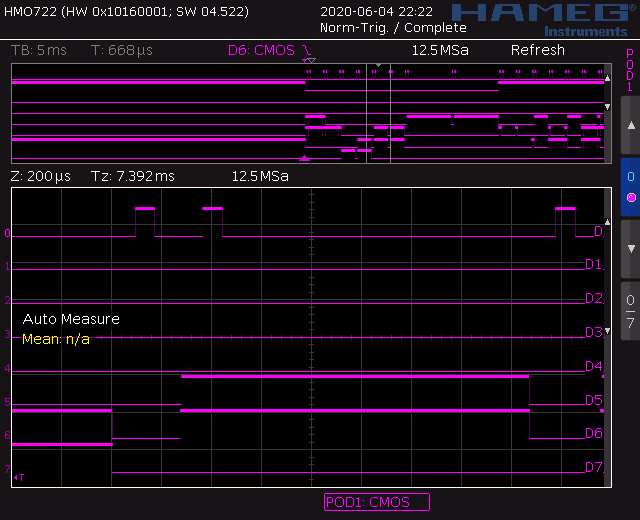 HMO722 (HW 0x10160001; SW 04.522)
2020-06-04 22:22
HAMEG
Norm-Trig. / Complete
Instruments
TB: 5ms T: 668µs D6: CMOS 12.5MSa Refresh
POD1
Z: 200µs Tz: 7.392ms 12.5MSa
0
0 D
1 D1
2 D2
0
7
Auto Measure
3 D3
Mean: n/a
4 D4
5 D5
6 D6
7 D7
T
POD1: CMOS